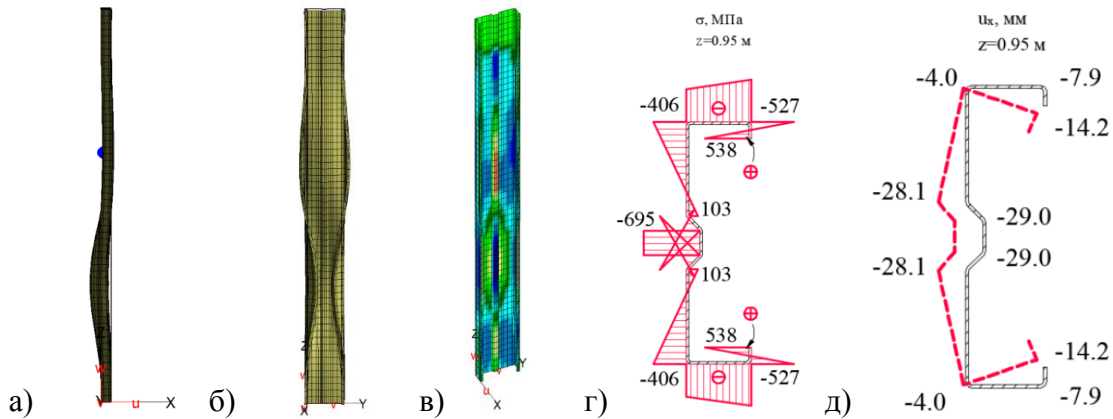 σ, МПа
z=0.95 м
-406
-527
538
103
-695
103
538
-406
-527
uₓ, мм
z=0.95 м
-4.0
-7.9
-14.2
-28.1
-29.0
-28.1
-29.0
-14.2
-4.0
-7.9
Z
w
Y
v
u
X
Z
v
X
v
Y
Z
w
v
Y
u
X
а)
б)
в)
г)
д)